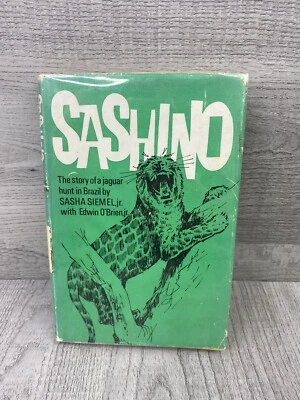 SASHINO
The story of a jaguar
hunt in Brazil by
SASHA SIEMEL, jr.
with Edwin O'Brien, jr.